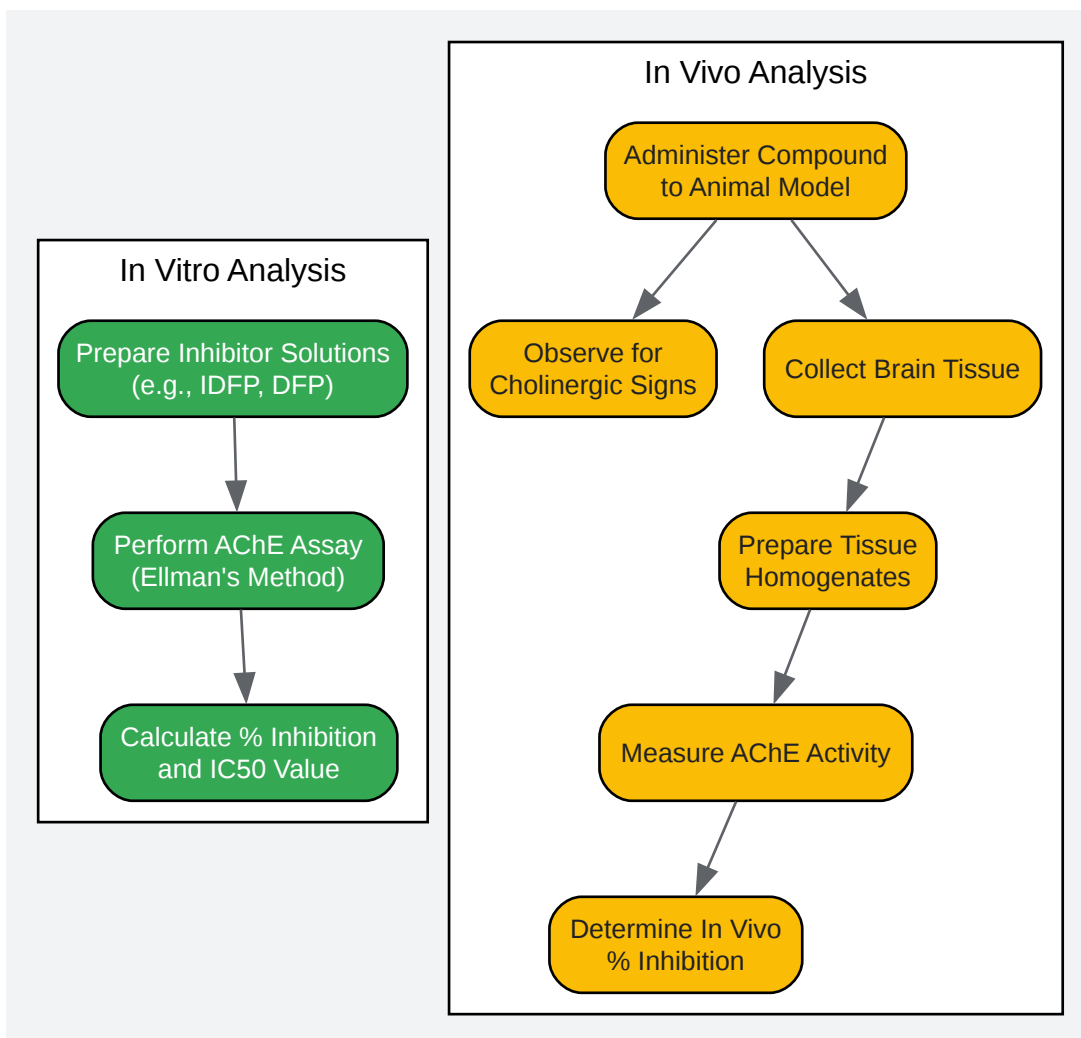 In Vitro Analysis
Prepare Inhibitor Solutions
(e.g., IDFP, DFP)
Perform AChE Assay
(Ellman's Method)
Calculate % Inhibition
and IC50 Value
In Vivo Analysis
Administer Compound
to Animal Model
Observe for
Cholinergic Signs
Collect Brain Tissue
Prepare Tissue
Homogenates
Measure AChE Activity
Determine In Vivo
% Inhibition